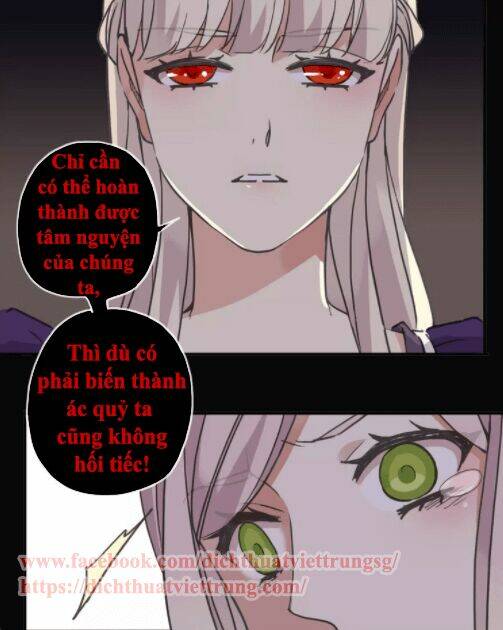 Chỉ cần
có thể hoàn
thành được
tâm nguyện
của chúng
ta,
Thì dù có
phải biến thành
ác quỷ ta
cũng không
hối tiếc!
www.facebook.com/dichthuatviettrungsg/
https://dichthuatviettrung.com/